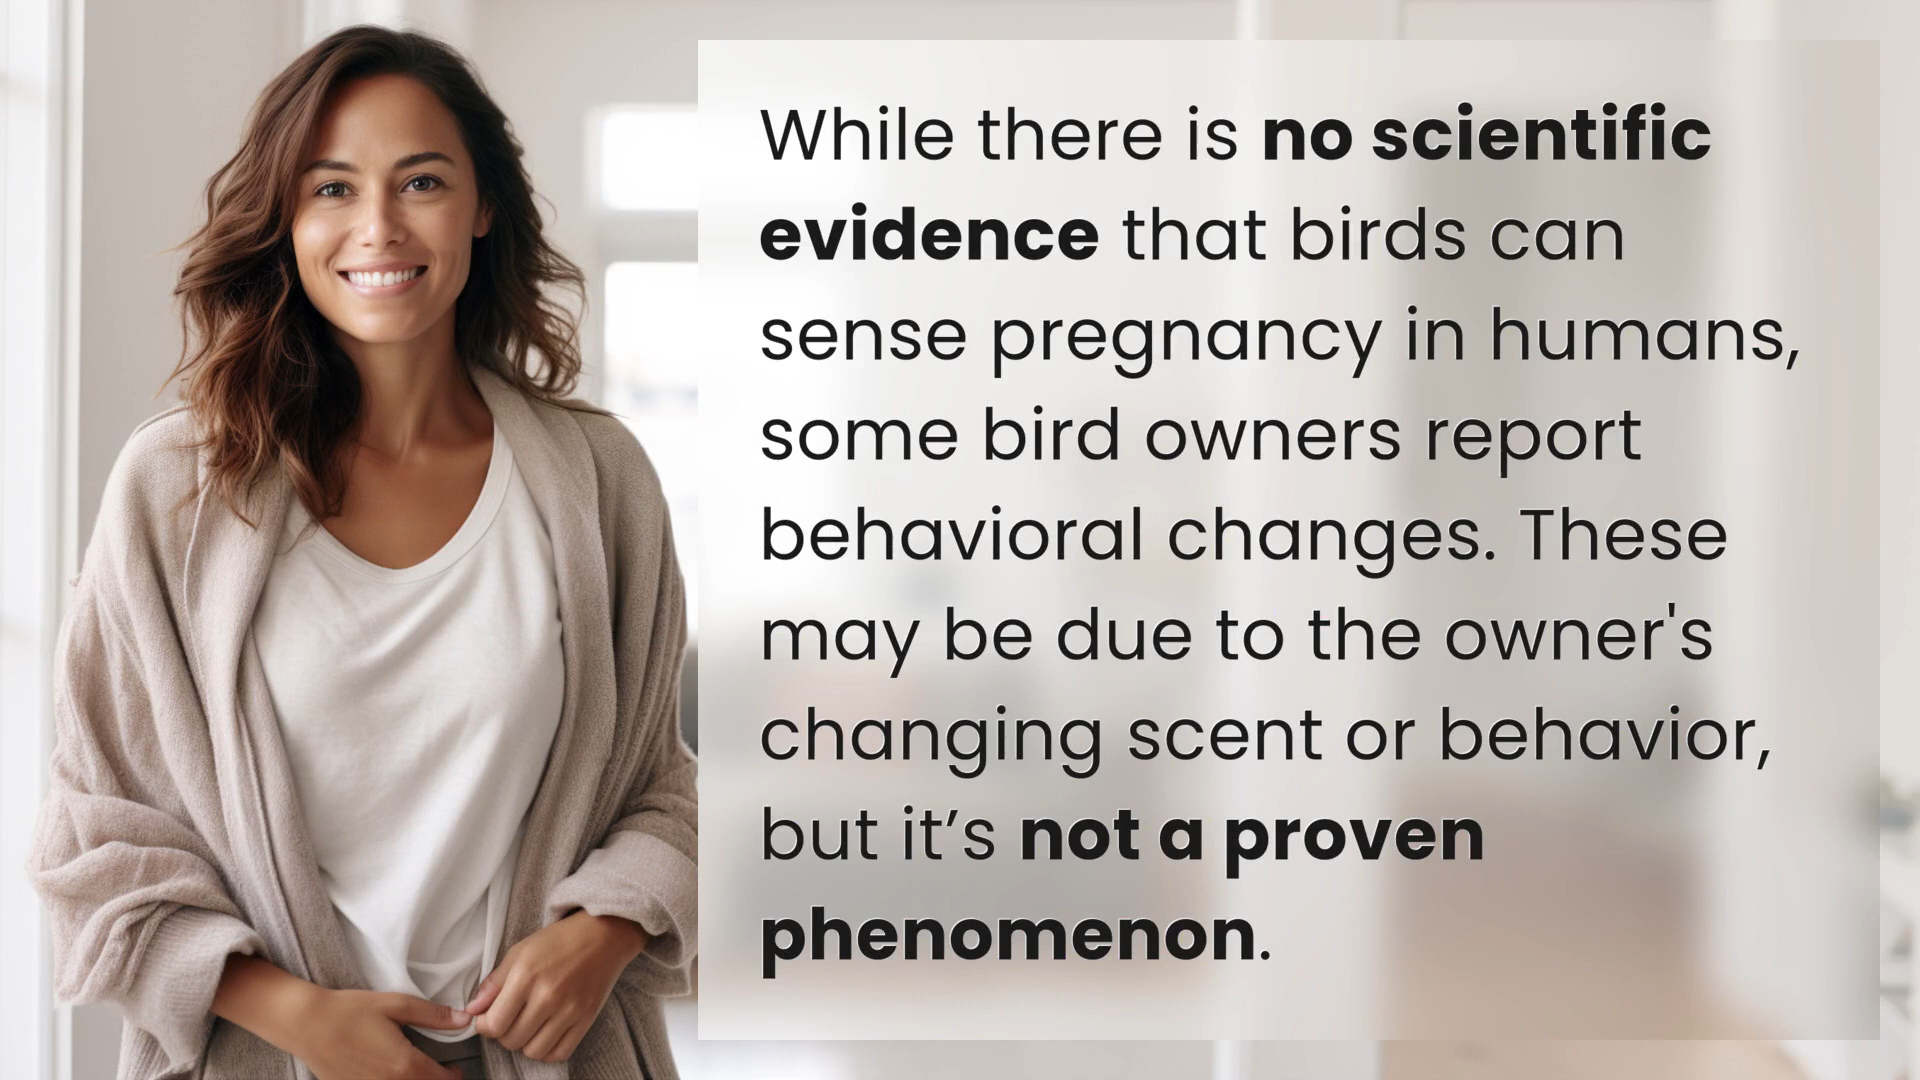 While there is no scientific
evidence that birds can
sense pregnancy in humans,
some bird owners report
behavioral changes. These
may be due to the owner's
changing scent or behavior,
but it’s not a proven
phenomenon.